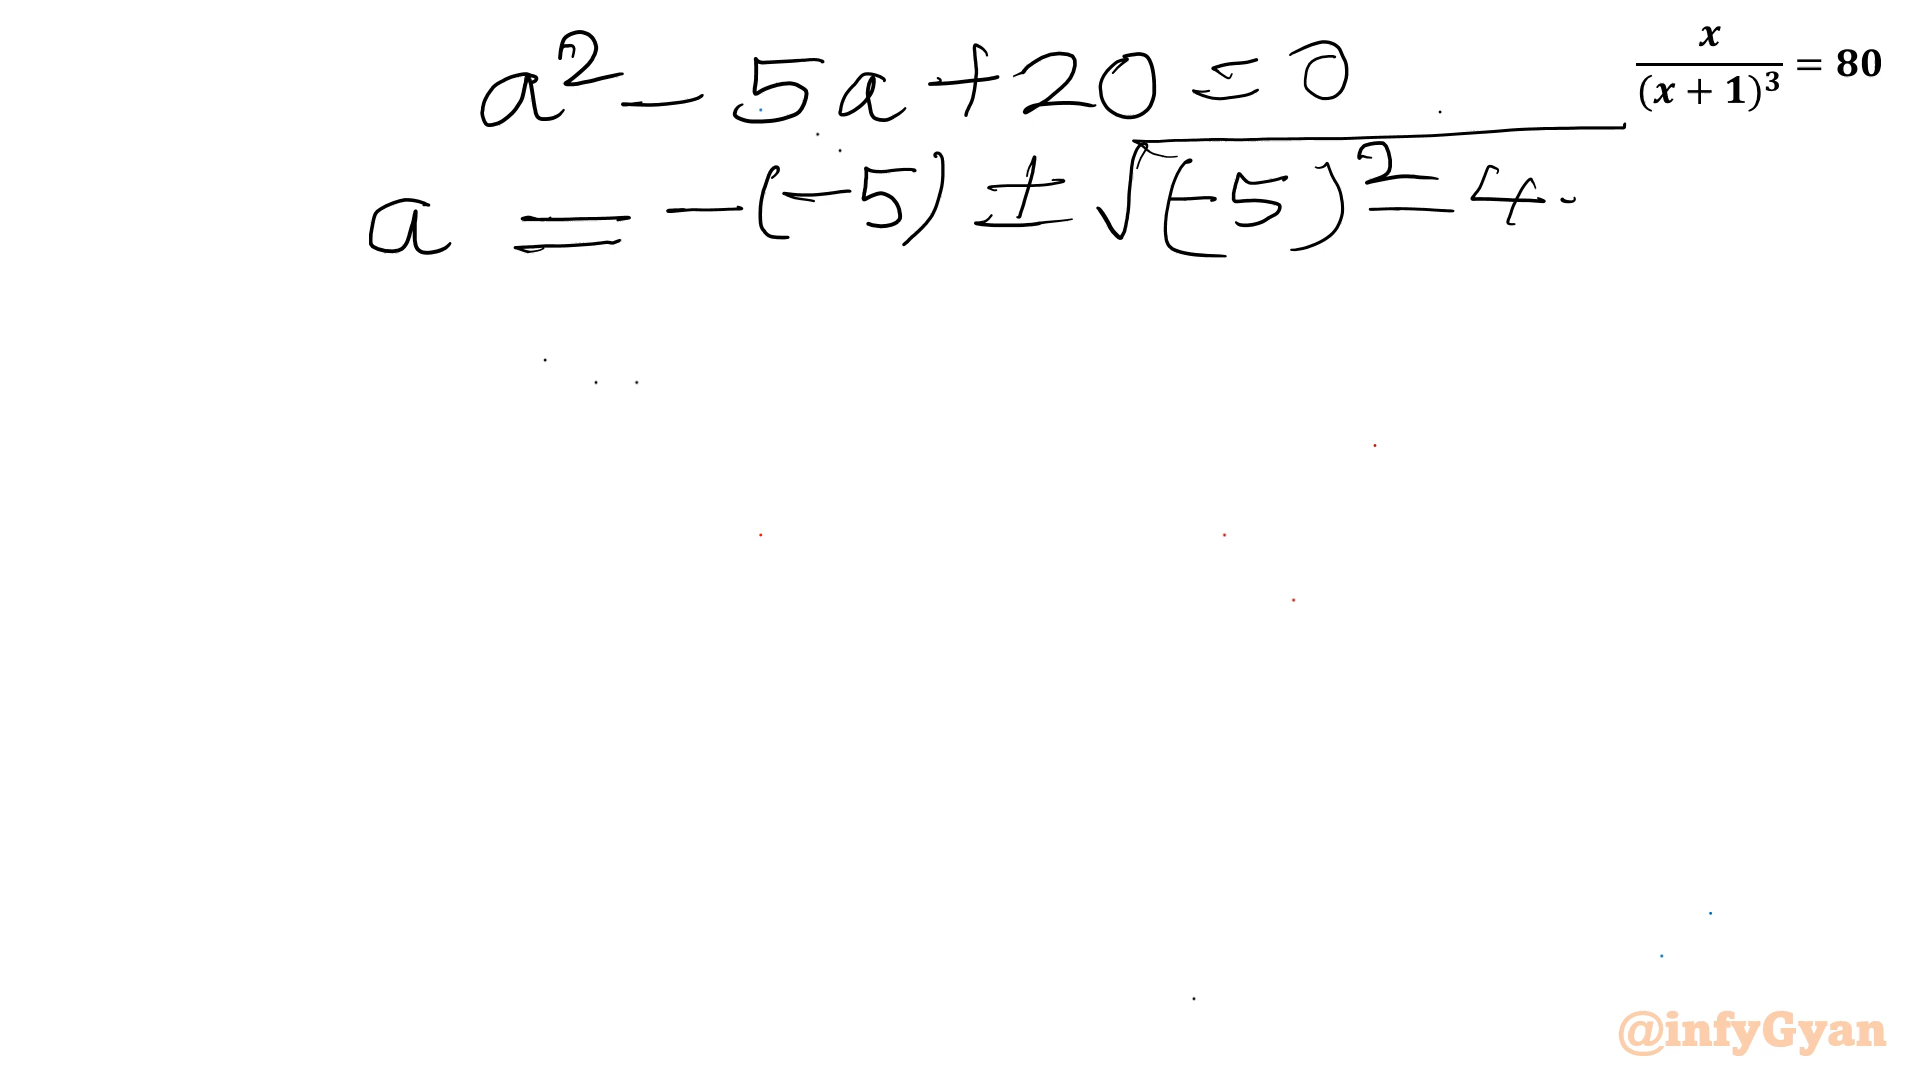 a² - 5a + 20 = 0
x/(x + 1)³ = 80
a = -(-5) ± √(-5)² - 4·
@infyGyan